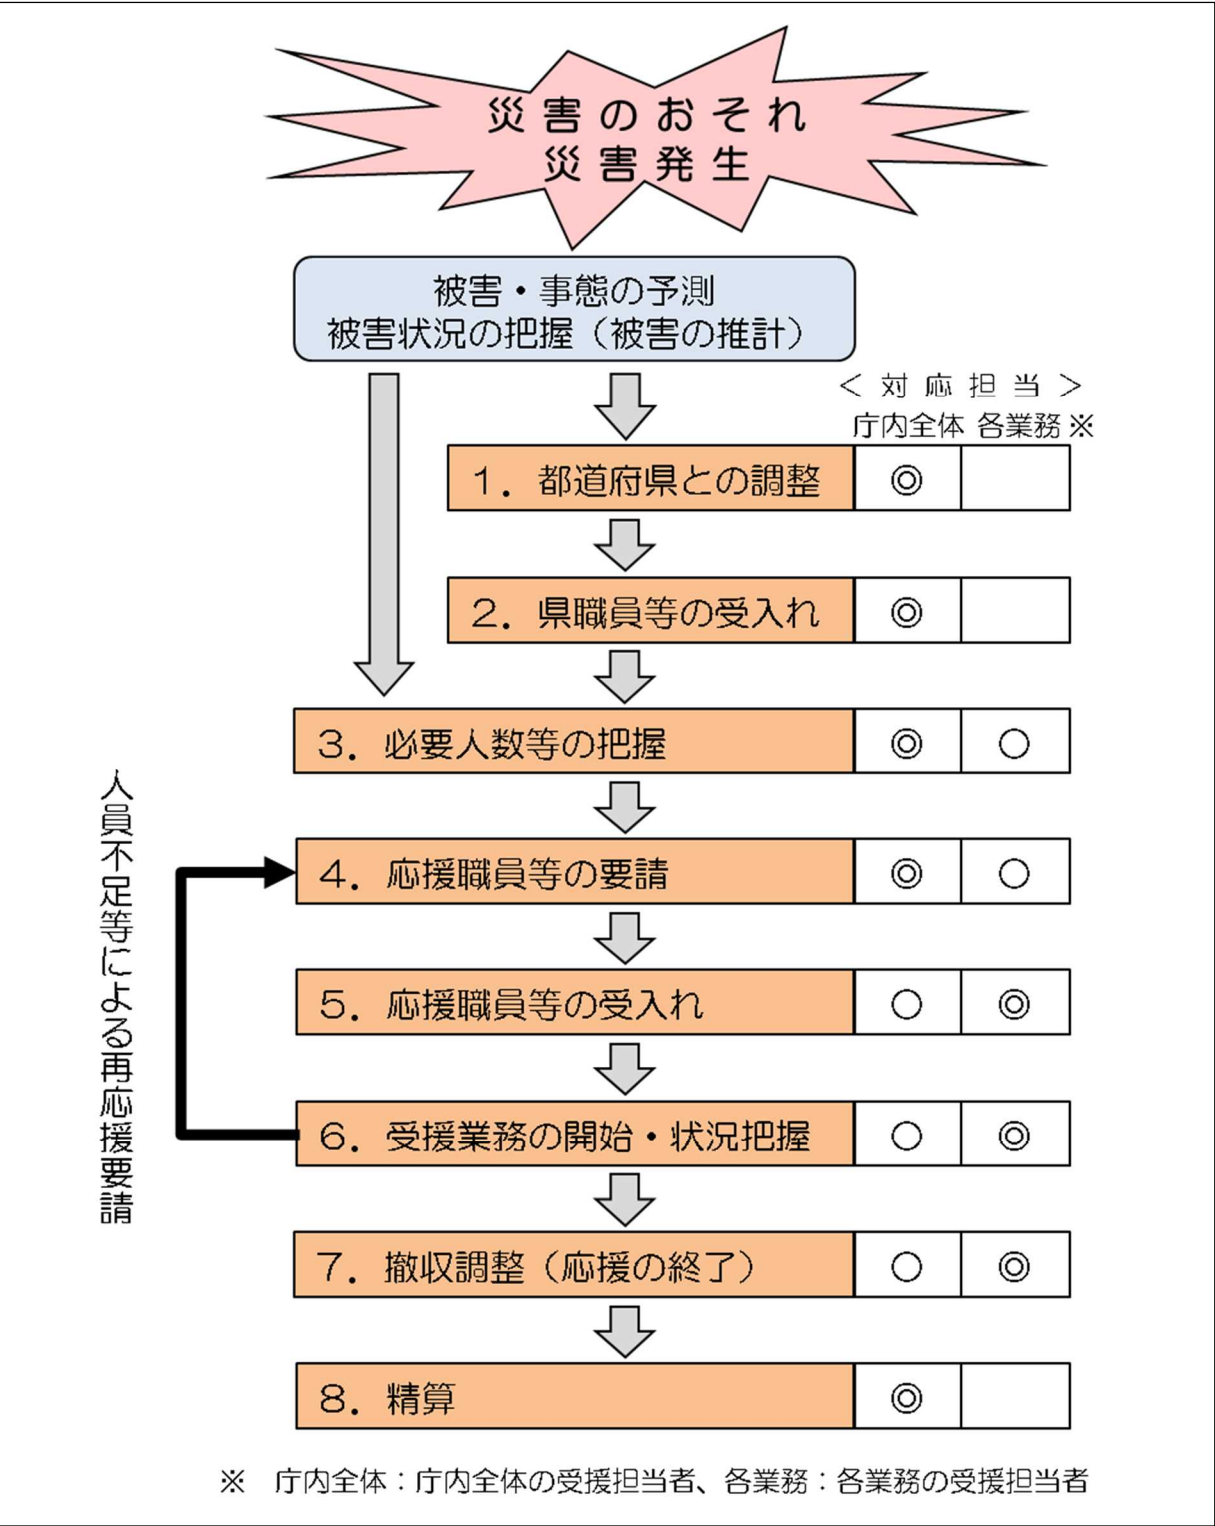 災害のおそれ
災害発生
被害・事態の予測
被害状況の把握（被害の推計）
＜対応担当＞
庁内全体 各業務※
１．都道府県との調整 ◎
２．県職員等の受入れ ◎
３．必要人数等の把握 ◎ ○
４．応援職員等の要請 ◎ ○
５．応援職員等の受入れ ○ ◎
６．受援業務の開始・状況把握 ○ ◎
７．撤収調整（応援の終了） ○ ◎
８．精算 ◎
人員不足等による再応援要請
※　庁内全体：庁内全体の受援担当者、各業務：各業務の受援担当者